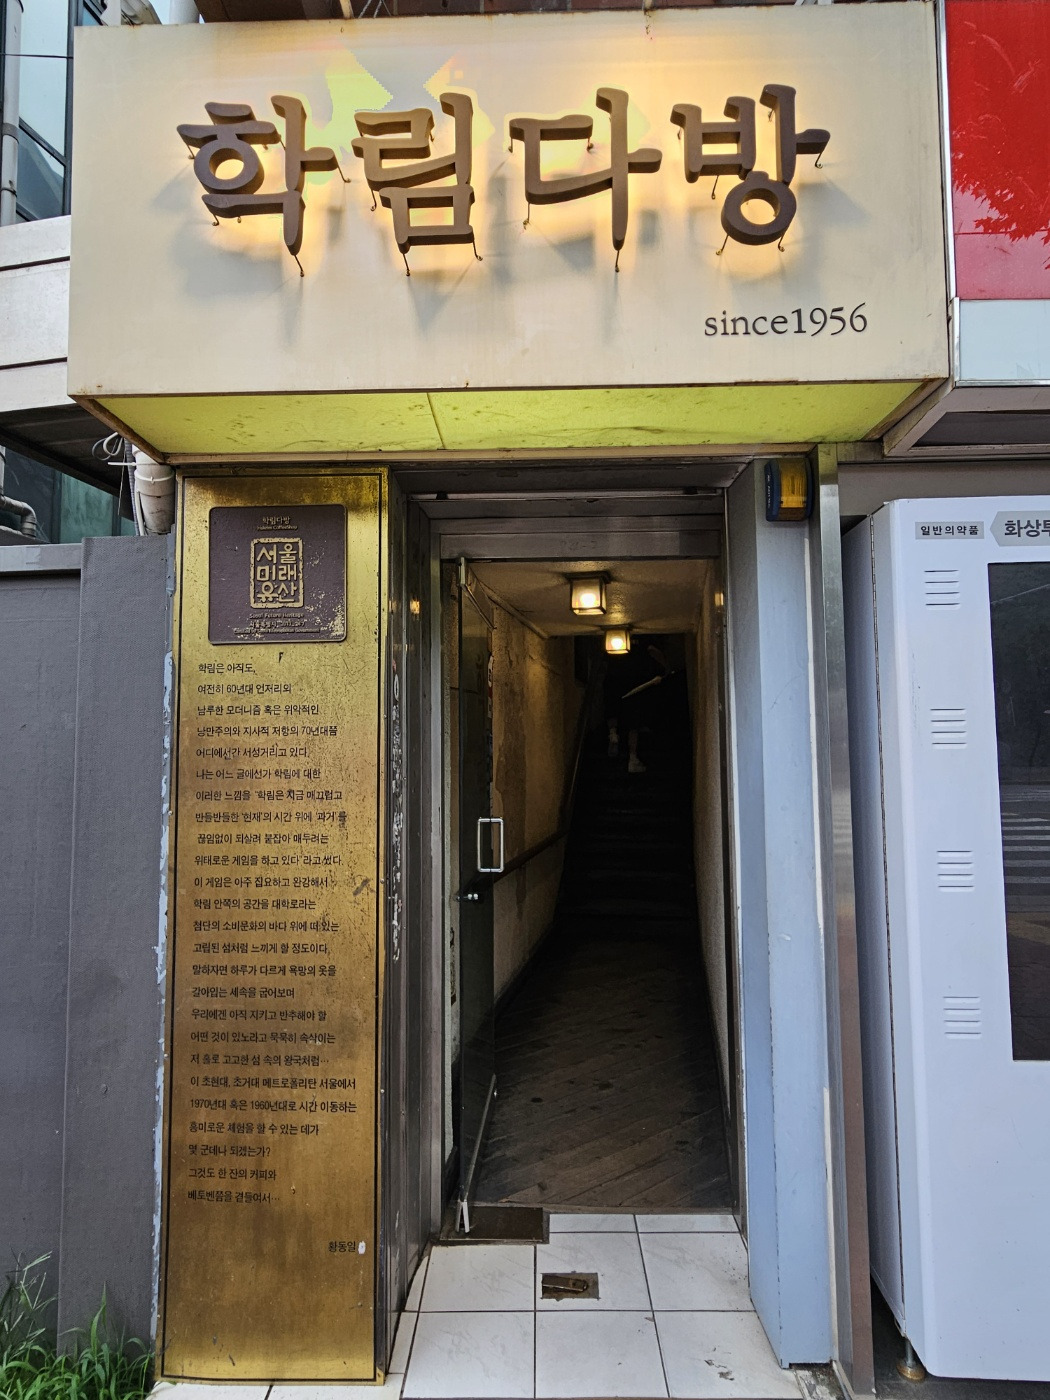 학림다방
since1956
일반의약품
화상투
학림다방
서울
미래
유산
학림은 아직도,
여전히 60년대 언저리의
남루한 모더니즘 혹은 위악적인
낭만주의와 지사적 저항의 70년대쯤
어디에선간 서성거리고 있다.
나는 어느 글에선가 학림에 대한
이러한 느낌을 “학림은 지금 매끄럽고
반들반들한 ‘현재’의 시간 위에 ‘과거’를
끊임없이 되살려 붙잡아 매두려는
위태로운 게임을 하고 있다”라고 썼다.
이 게임은 아주 집요하고 완강해서
학림 안쪽의 공간을 대학로라는
첨단의 소비문화의 바다 위에 떠 있는
고립된 섬처럼 느끼게 할 정도이다.
말하자면 하루가 다르게 욕망의 옷을
갈아입는 세속을 굽어보며
우리에겐 아직 지키고 반추해야 할
어떤 것이 있노라고 묵묵히 속삭이는
저 홀로 고고한 섬 속의 왕국처럼…
이 초현대, 초거대 메트로폴리탄 서울에서
1970년대 혹은 1960년대로 시간 이동하는
흥미로운 체험을 할 수 있는 데가
몇 군데나 되겠는가?
그것도 한 잔의 커피와
베토벤쯤을 곁들여서…
황동일